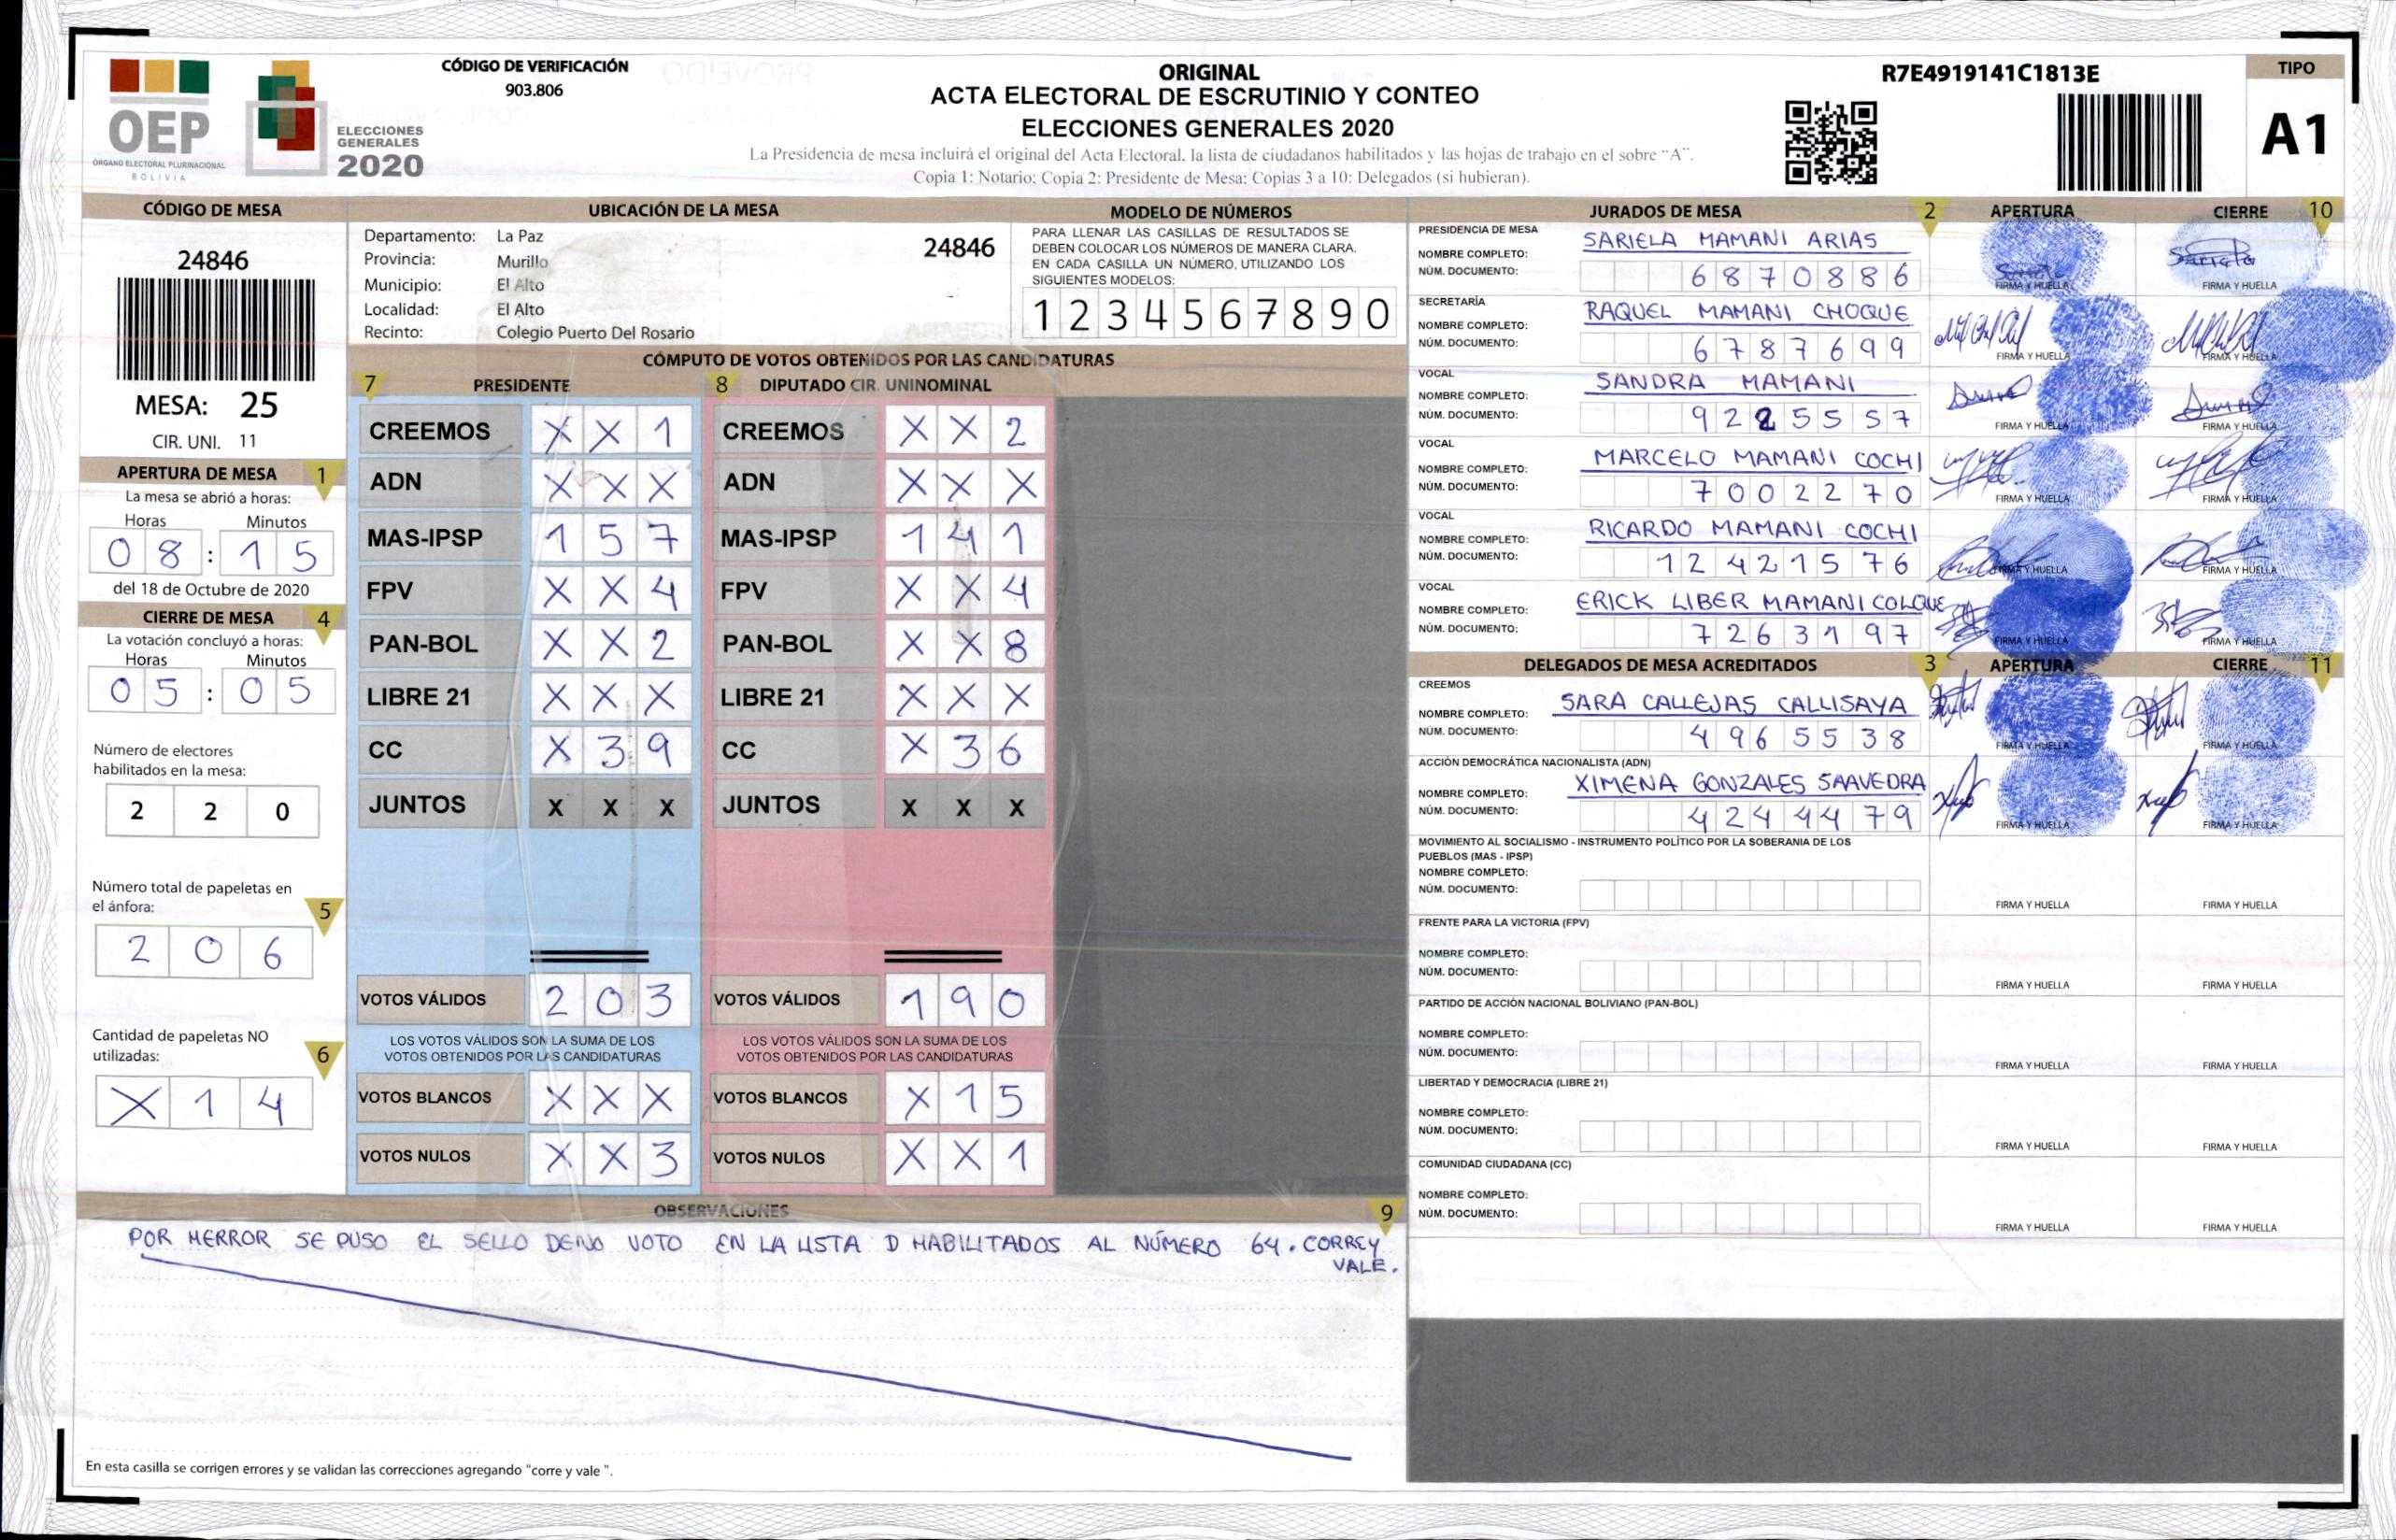 CÓDIGO DE VERIFICACIÓN
903.806
OEP
ÓRGANO ELECTORAL PLURINACIONAL
BOLIVIA
ELECCIONES
GENERALES
2020
ORIGINAL
ACTA ELECTORAL DE ESCRUTINIO Y CONTEO
ELECCIONES GENERALES 2020
La Presidencia de mesa incluirá el original del Acta Electoral, la lista de ciudadanos habilitados y las hojas de trabajo en el sobre "A".
Copia 1: Notario; Copia 2: Presidente de Mesa; Copias 3 a 10: Delegados (si hubieran).
R7E4919141C1813E
TIPO
A1
CÓDIGO DE MESA
24846
MESA: 25
CIR. UNI. 11
APERTURA DE MESA 1
La mesa se abrió a horas:
Horas Minutos
08 : 15
del 18 de Octubre de 2020
CIERRE DE MESA 4
La votación concluyó a horas:
Horas Minutos
05 : 05
Número de electores
habilitados en la mesa:
2 2 0
Número total de papeletas en
el ánfora: 5
2 0 6
Cantidad de papeletas NO
utilizadas: 6
X 1 4
UBICACIÓN DE LA MESA
Departamento: La Paz
Provincia: Murillo
Municipio: El Alto
Localidad: El Alto
Recinto: Colegio Puerto Del Rosario
24846
MODELO DE NÚMEROS
PARA LLENAR LAS CASILLAS DE RESULTADOS SE
DEBEN COLOCAR LOS NÚMEROS DE MANERA CLARA.
EN CADA CASILLA UN NÚMERO, UTILIZANDO LOS
SIGUIENTES MODELOS:
1 2 3 4 5 6 7 8 9 0
CÓMPUTO DE VOTOS OBTENIDOS POR LAS CANDIDATURAS
7 PRESIDENTE 8 DIPUTADO CIR. UNINOMINAL
CREEMOS X X 1 CREEMOS X X 2
ADN X X X ADN X X X
MAS-IPSP 1 5 7 MAS-IPSP 1 4 1
FPV X X 4 FPV X X 4
PAN-BOL X X 2 PAN-BOL X X 8
LIBRE 21 X X X LIBRE 21 X X X
CC X 3 9 CC X 3 6
JUNTOS X X X JUNTOS X X X
VOTOS VÁLIDOS 2 0 3 VOTOS VÁLIDOS 1 9 0
LOS VOTOS VÁLIDOS SON LA SUMA DE LOS LOS VOTOS VÁLIDOS SON LA SUMA DE LOS
VOTOS OBTENIDOS POR LAS CANDIDATURAS VOTOS OBTENIDOS POR LAS CANDIDATURAS
VOTOS BLANCOS X X X VOTOS BLANCOS X 1 5
VOTOS NULOS X X 3 VOTOS NULOS X X 1
OBSERVACIONES 9
POR HERROR SE PUSO EL SELLO DE NO VOTO EN LA LISTA D HABILITADOS AL NÚMERO 64. CORRE Y
VALE.
En esta casilla se corrigen errores y se validan las correcciones agregando "corre y vale ".
JURADOS DE MESA 2 APERTURA CIERRE 10
PRESIDENCIA DE MESA
NOMBRE COMPLETO: SARIELA MAMANI ARIAS
NÚM. DOCUMENTO: 6870886
FIRMA Y HUELLA FIRMA Y HUELLA
SECRETARÍA
NOMBRE COMPLETO: RAQUEL MAMANI CHOQUE
NÚM. DOCUMENTO: 6787699
FIRMA Y HUELLA FIRMA Y HUELLA
VOCAL
NOMBRE COMPLETO: SANDRA MAMANI
NÚM. DOCUMENTO: 9225557
FIRMA Y HUELLA FIRMA Y HUELLA
VOCAL
NOMBRE COMPLETO: MARCELO MAMANI COCHI
NÚM. DOCUMENTO: 7002270
FIRMA Y HUELLA FIRMA Y HUELLA
VOCAL
NOMBRE COMPLETO: RICARDO MAMANI COCHI
NÚM. DOCUMENTO: 12421576
FIRMA Y HUELLA FIRMA Y HUELLA
VOCAL
NOMBRE COMPLETO: ERICK LIBER MAMANI COLQUE
NÚM. DOCUMENTO: 7263197
FIRMA Y HUELLA FIRMA Y HUELLA
DELEGADOS DE MESA ACREDITADOS 3 APERTURA CIERRE 11
CREEMOS
NOMBRE COMPLETO: SARA CALLEJAS CALLISAYA
NÚM. DOCUMENTO: 4965538
FIRMA Y HUELLA FIRMA Y HUELLA
ACCIÓN DEMOCRÁTICA NACIONALISTA (ADN)
NOMBRE COMPLETO: XIMENA GONZALES SAAVEDRA
NÚM. DOCUMENTO: 4244479
FIRMA Y HUELLA FIRMA Y HUELLA
MOVIMIENTO AL SOCIALISMO - INSTRUMENTO POLÍTICO POR LA SOBERANIA DE LOS
PUEBLOS (MAS - IPSP)
NOMBRE COMPLETO:
NÚM. DOCUMENTO:
FIRMA Y HUELLA FIRMA Y HUELLA
FRENTE PARA LA VICTORIA (FPV)
NOMBRE COMPLETO:
NÚM. DOCUMENTO:
FIRMA Y HUELLA FIRMA Y HUELLA
PARTIDO DE ACCIÓN NACIONAL BOLIVIANO (PAN-BOL)
NOMBRE COMPLETO:
NÚM. DOCUMENTO:
FIRMA Y HUELLA FIRMA Y HUELLA
LIBERTAD Y DEMOCRACIA (LIBRE 21)
NOMBRE COMPLETO:
NÚM. DOCUMENTO:
FIRMA Y HUELLA FIRMA Y HUELLA
COMUNIDAD CIUDADANA (CC)
NOMBRE COMPLETO:
NÚM. DOCUMENTO:
FIRMA Y HUELLA FIRMA Y HUELLA